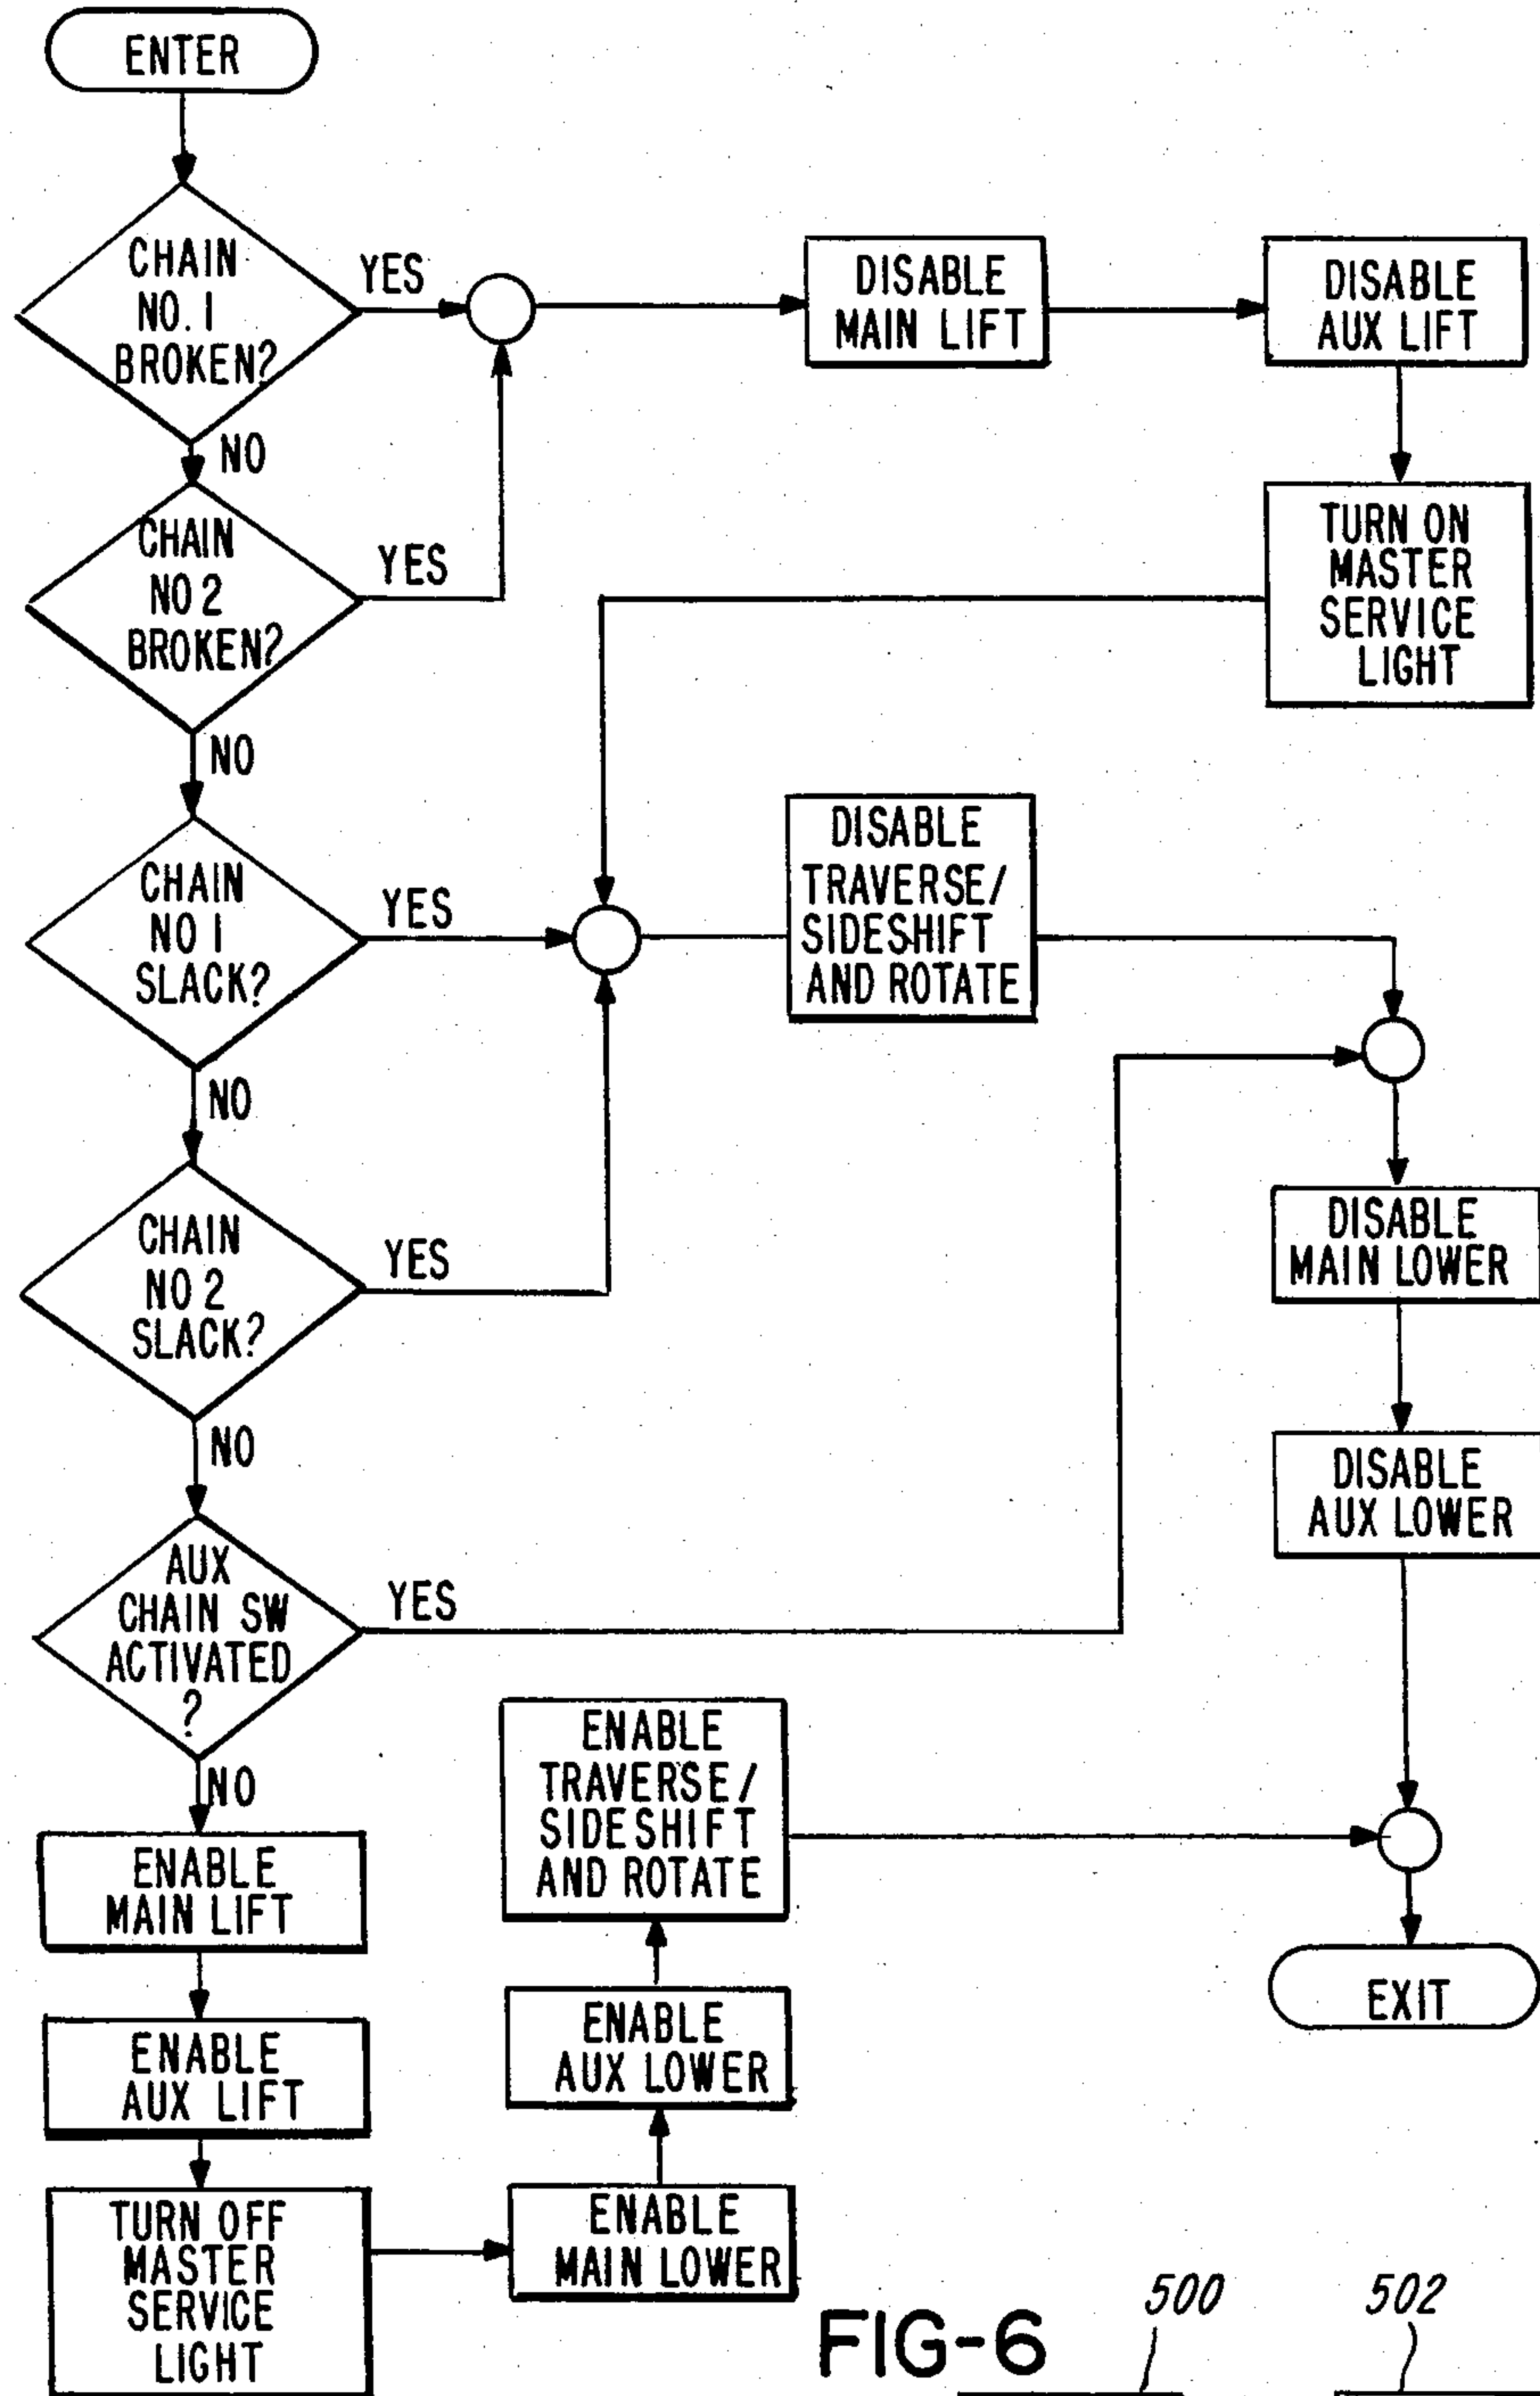 ENTER
CHAIN
NO. 1
BROKEN?
YES
NO
DISABLE
MAIN LIFT
DISABLE
AUX LIFT
TURN ON
MASTER
SERVICE
LIGHT
CHAIN
NO 2
BROKEN?
YES
NO
CHAIN
NO 1
SLACK?
YES
NO
DISABLE
TRAVERSE/
SIDESHIFT
AND ROTATE
CHAIN
NO 2
SLACK?
YES
NO
DISABLE
MAIN LOWER
DISABLE
AUX LOWER
AUX
CHAIN SW
ACTIVATED
?
YES
NO
ENABLE
MAIN LIFT
ENABLE
AUX LIFT
TURN OFF
MASTER
SERVICE
LIGHT
ENABLE
MAIN LOWER
ENABLE
AUX LOWER
ENABLE
TRAVERSE/
SIDESHIFT
AND ROTATE
EXIT
FIG-6
500
502